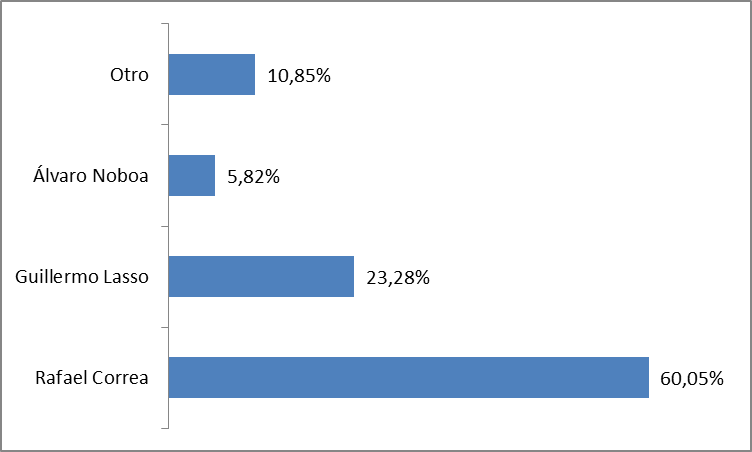 Otro 10,85%
Álvaro Noboa 5,82%
Guillermo Lasso 23,28%
Rafael Correa 60,05%